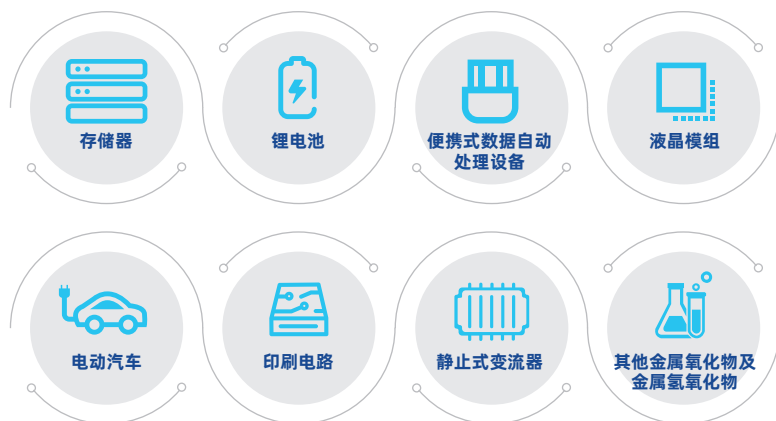 存储器
锂电池
便携式数据自动
处理设备
液晶模组
电动汽车
印刷电路
静止式变流器
其他金属氧化物及
金属氢氧化物